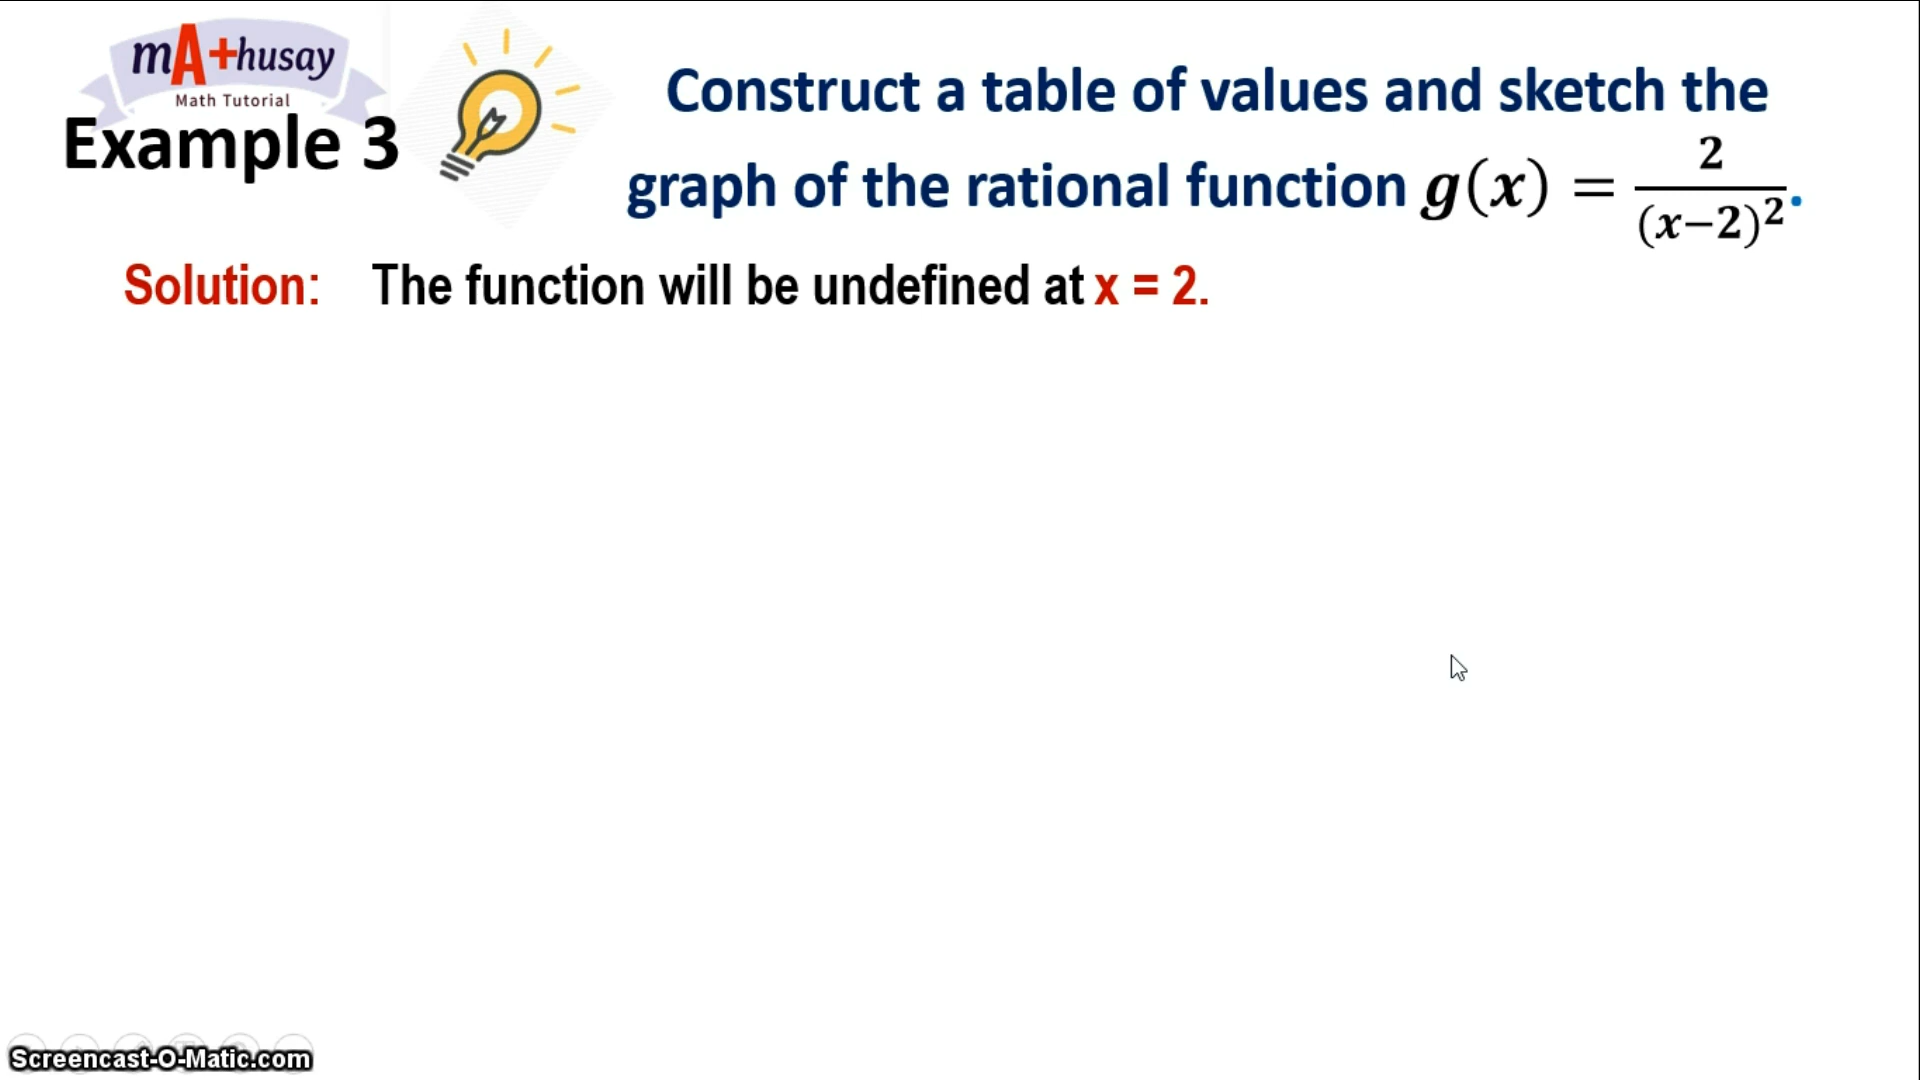 mA+husay
Math Tutorial
Example 3
Construct a table of values and sketch the
graph of the rational function g(x) = 2/(x−2)².
Solution: The function will be undefined at x = 2.
Screencast-O-Matic.com